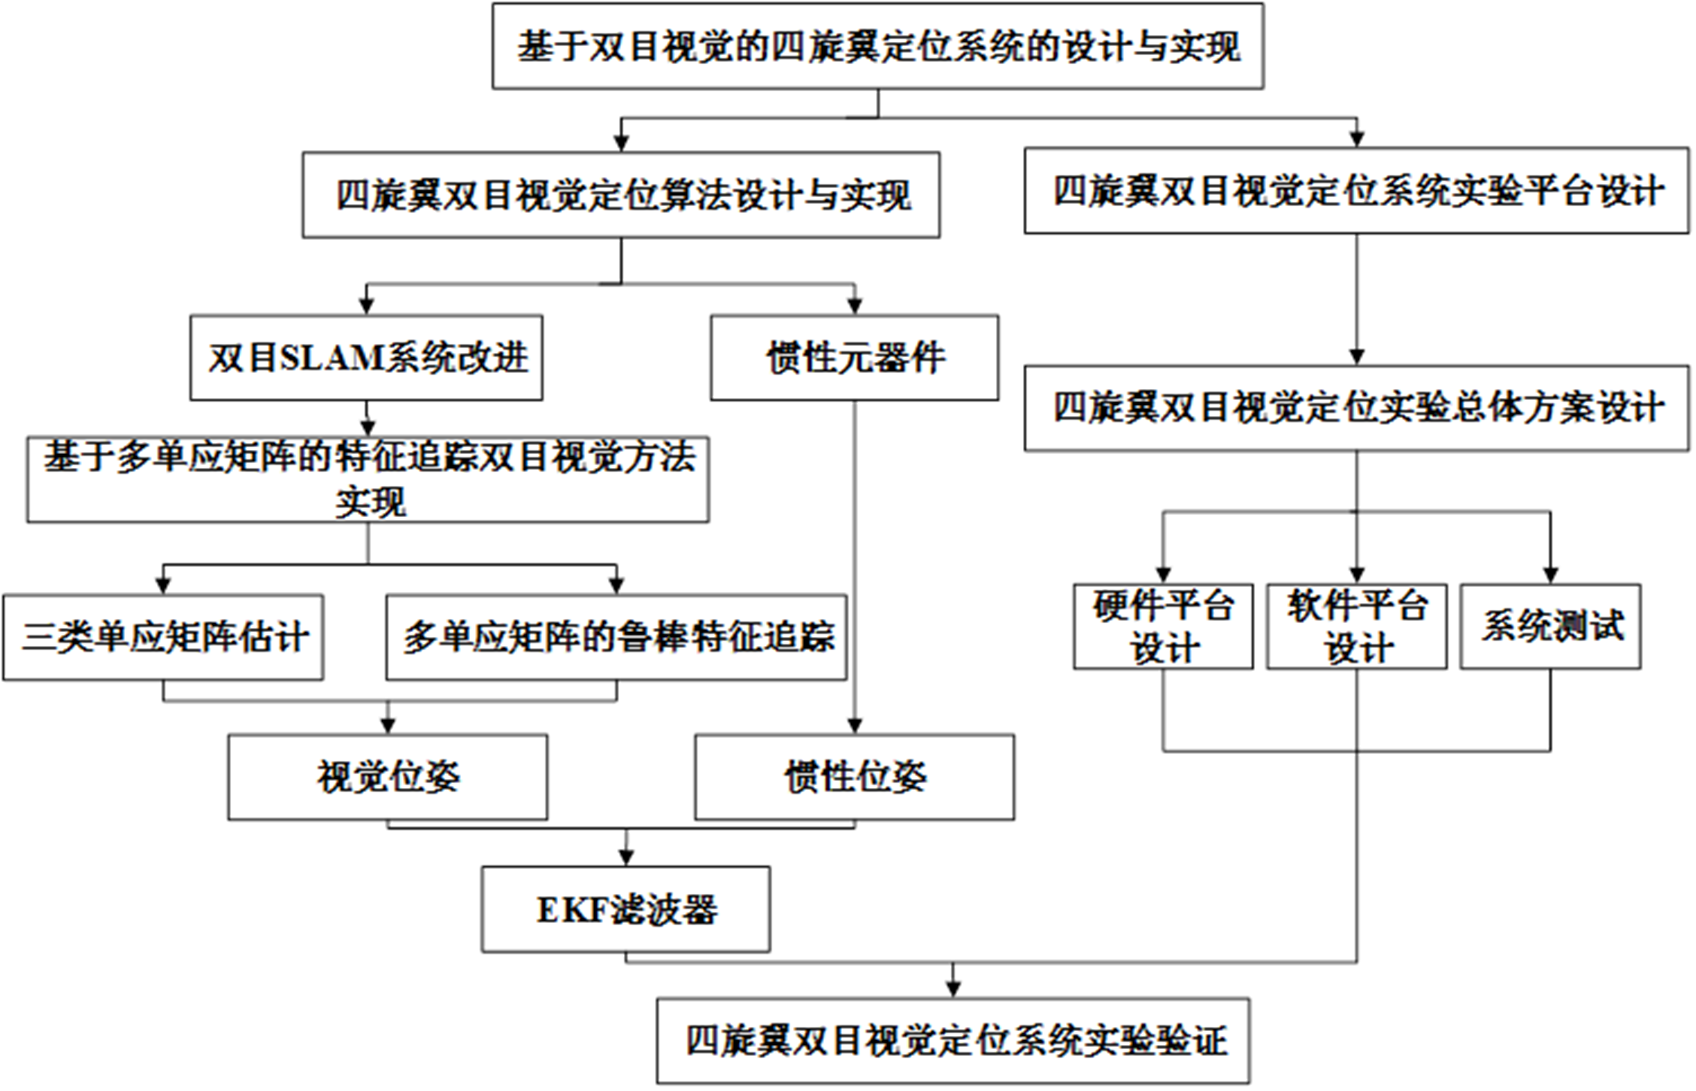 基于双目视觉的四旋翼定位系统的设计与实现
四旋翼双目视觉定位算法设计与实现
四旋翼双目视觉定位系统实验平台设计
双目SLAM系统改进
惯性元器件
四旋翼双目视觉定位实验总体方案设计
基于多单应矩阵的特征追踪双目视觉方法
实现
三类单应矩阵估计
多单应矩阵的鲁棒特征追踪
硬件平台
设计
软件平台
设计
系统测试
视觉位姿
惯性位姿
EKF滤波器
四旋翼双目视觉定位系统实验验证